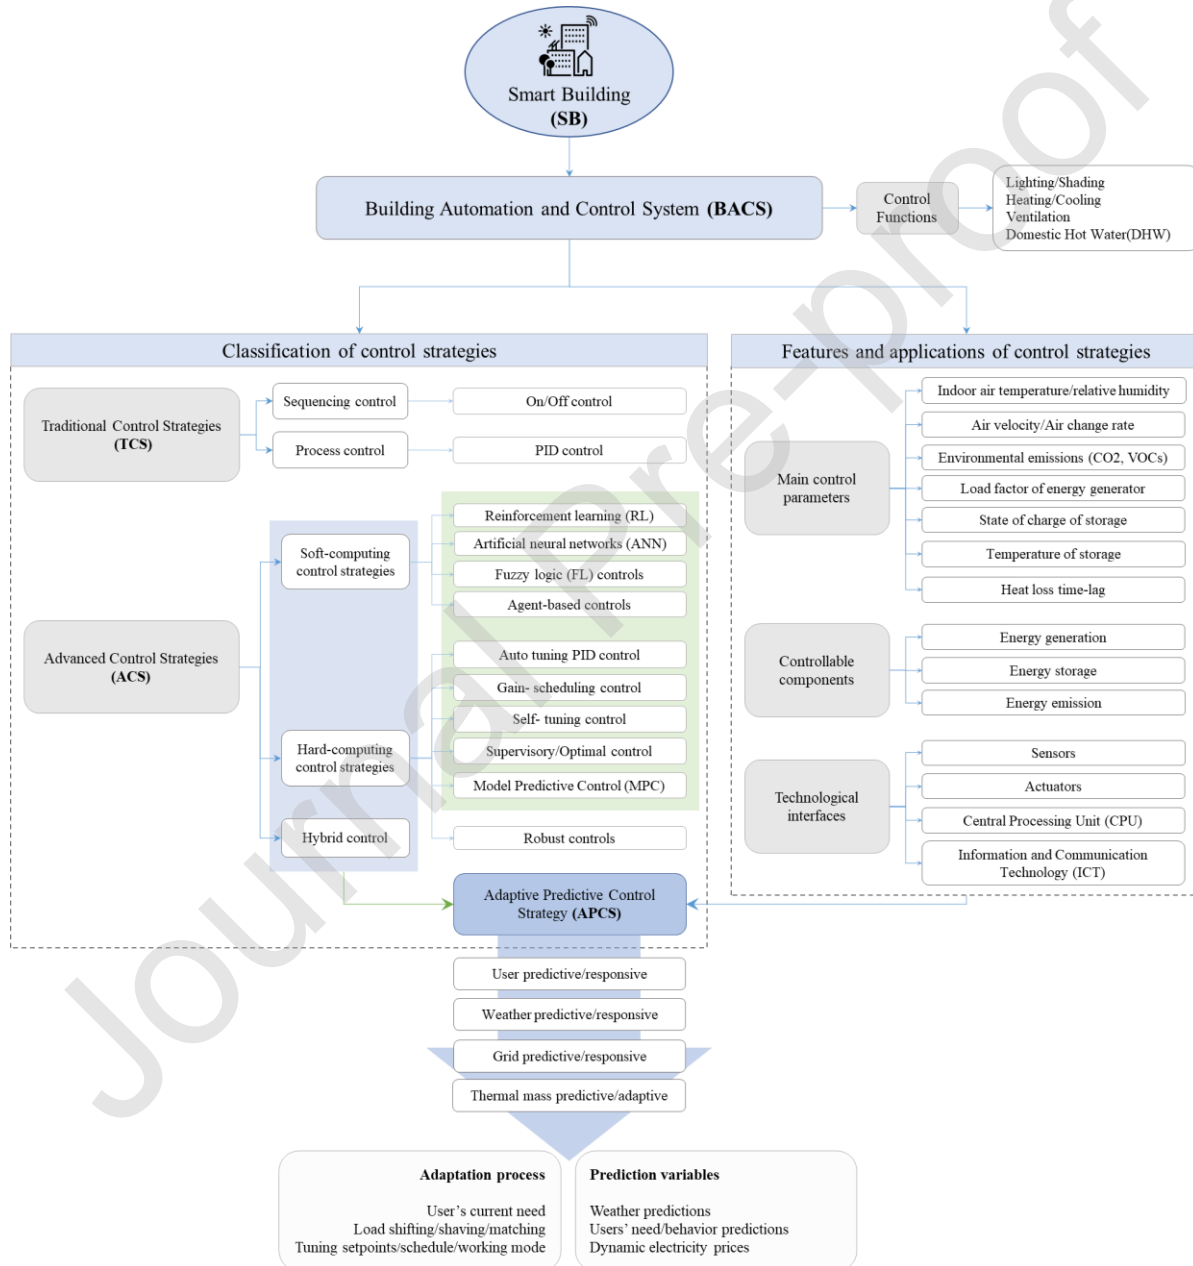 Smart Building
(SB)
Building Automation and Control System (BACS)
Control
Functions
Lighting/Shading
Heating/Cooling
Ventilation
Domestic Hot Water(DHW)
Classification of control strategies
Traditional Control Strategies
(TCS)
Sequencing control
On/Off control
Process control
PID control
Advanced Control Strategies
(ACS)
Soft-computing
control strategies
Reinforcement learning (RL)
Artificial neural networks (ANN)
Fuzzy logic (FL) controls
Agent-based controls
Hard-computing
control strategies
Auto tuning PID control
Gain- scheduling control
Self- tuning control
Supervisory/Optimal control
Model Predictive Control (MPC)
Robust controls
Hybrid control
Features and applications of control strategies
Main control
parameters
Indoor air temperature/relative humidity
Air velocity/Air change rate
Environmental emissions (CO2, VOCs)
Load factor of energy generator
State of charge of storage
Temperature of storage
Heat loss time-lag
Controllable
components
Energy generation
Energy storage
Energy emission
Technological
interfaces
Sensors
Actuators
Central Processing Unit (CPU)
Information and Communication
Technology (ICT)
Adaptive Predictive Control
Strategy (APCS)
User predictive/responsive
Weather predictive/responsive
Grid predictive/responsive
Thermal mass predictive/adaptive
Adaptation process
User's current need
Load shifting/shaving/matching
Tuning setpoints/schedule/working mode
Prediction variables
Weather predictions
Users' need/behavior predictions
Dynamic electricity prices
Journal Pre-proof